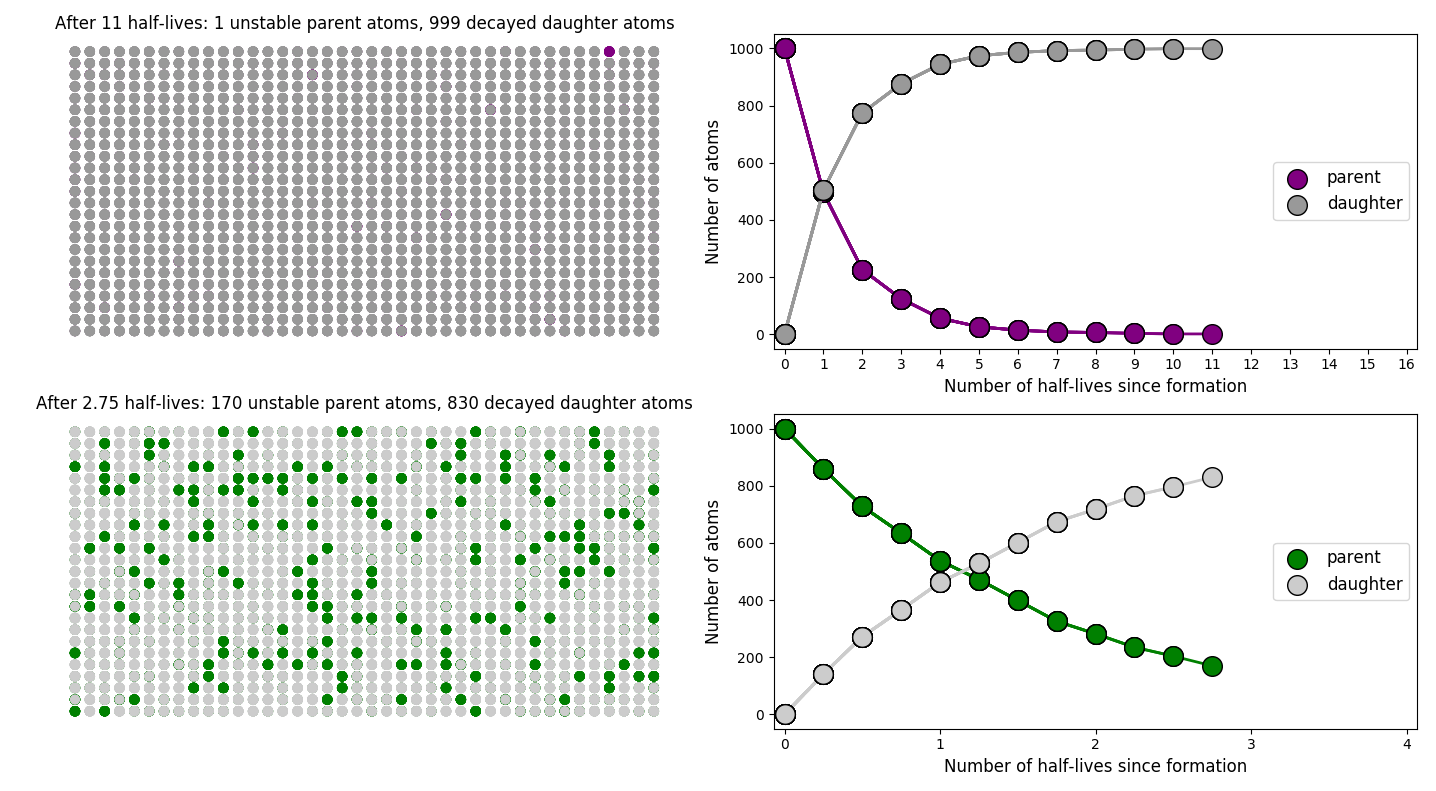 After 11 half-lives: 1 unstable parent atoms, 999 decayed daughter atoms
1000
800
600
400
200
0
Number of atoms
parent
daughter
0 1 2 3 4 5 6 7 8 9 10 11 12 13 14 15 16
Number of half-lives since formation
After 2.75 half-lives: 170 unstable parent atoms, 830 decayed daughter atoms
1000
800
600
400
200
0
Number of atoms
parent
daughter
0 1 2 3 4
Number of half-lives since formation